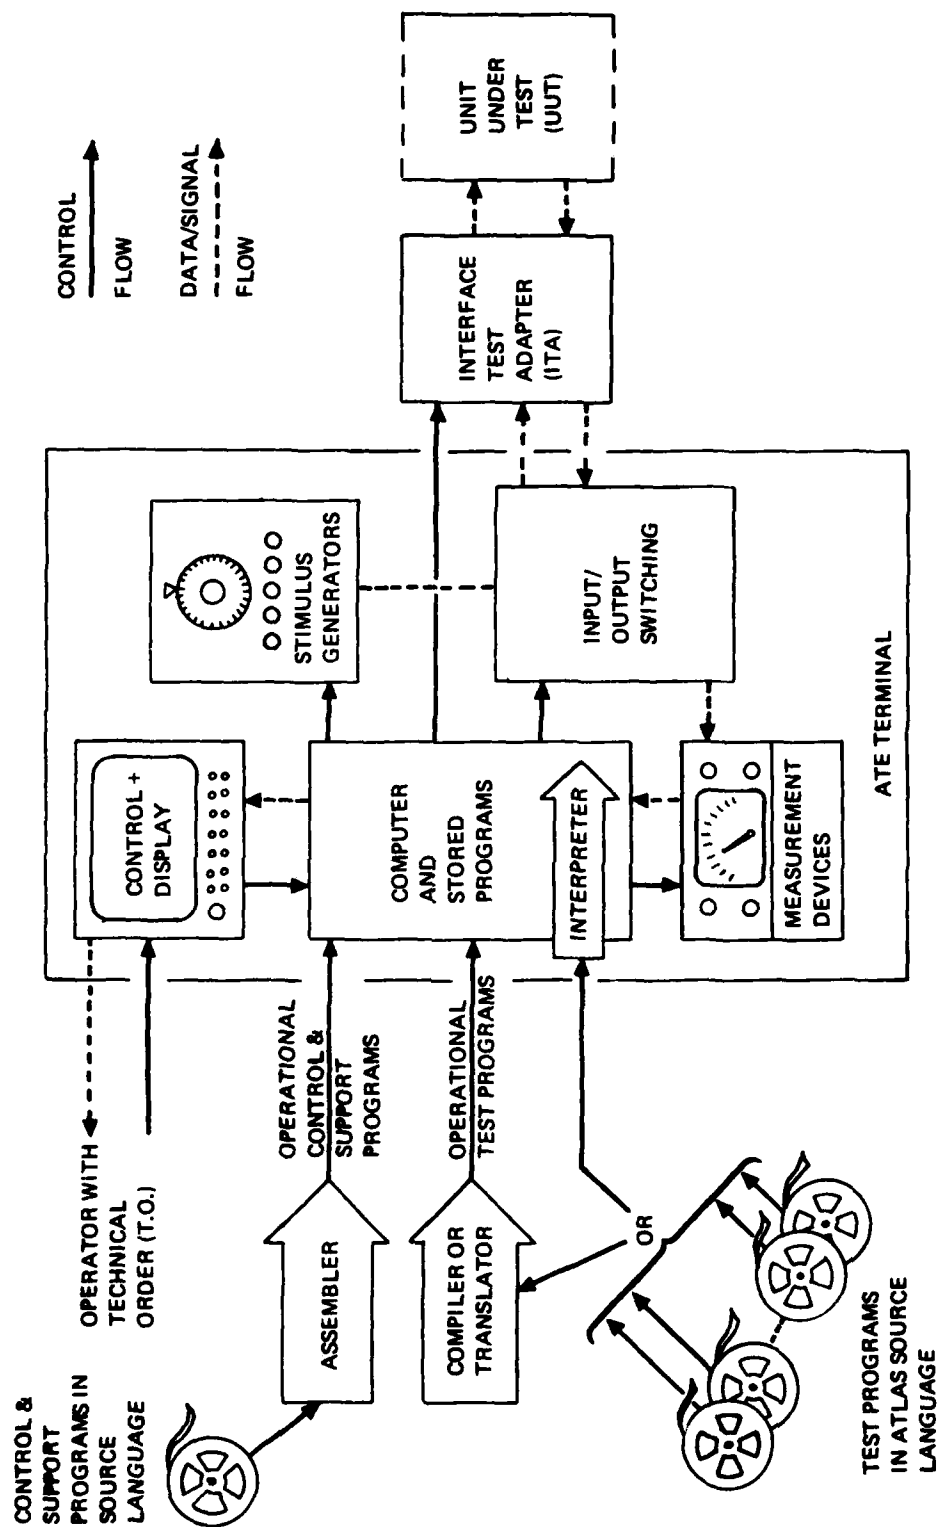 CONTROL &
SUPPORT
PROGRAMS IN
SOURCE
LANGUAGE
OPERATOR WITH
TECHNICAL
ORDER (T.O.)
ASSEMBLER
OPERATIONAL
CONTROL &
SUPPORT
PROGRAMS
COMPILER OR
TRANSLATOR
OPERATIONAL
TEST PROGRAMS
OR
TEST PROGRAMS
IN ATLAS SOURCE
LANGUAGE
CONTROL +
DISPLAY
COMPUTER
AND
STORED
PROGRAMS
INTERPRETER
MEASUREMENT
DEVICES
STIMULUS
GENERATORS
INPUT/
OUTPUT
SWITCHING
ATE TERMINAL
INTERFACE
TEST
ADAPTER
(ITA)
UNIT
UNDER
TEST
(UUT)
CONTROL
FLOW
DATA/SIGNAL
FLOW